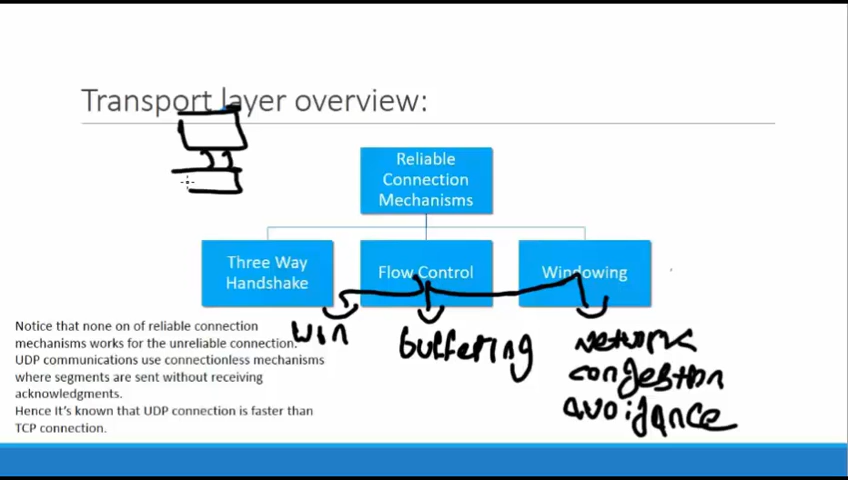 Transport layer overview:
Reliable
Connection
Mechanisms
Three Way
Handshake
Flow Control
Windowing
win
buffering
network
congestion
avoidance
Notice that none on of reliable connection
mechanisms works for the unreliable connection.
UDP communications use connectionless mechanisms
where segments are sent without receiving
acknowledgments.
Hence It's known that UDP connection is faster than
TCP connection.